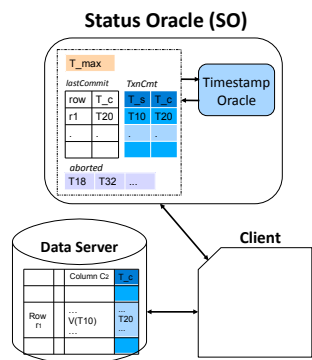 Status Oracle (SO)
T_max
lastCommit TxnCmt
row T_c T_s T_c
r1 T20 T10 T20
. . . .
aborted
T18 T32 ...
Timestamp
Oracle
Data Server
Client
Column C2 T_c
Row
r1
...
V(T10)
...
...
T20
...